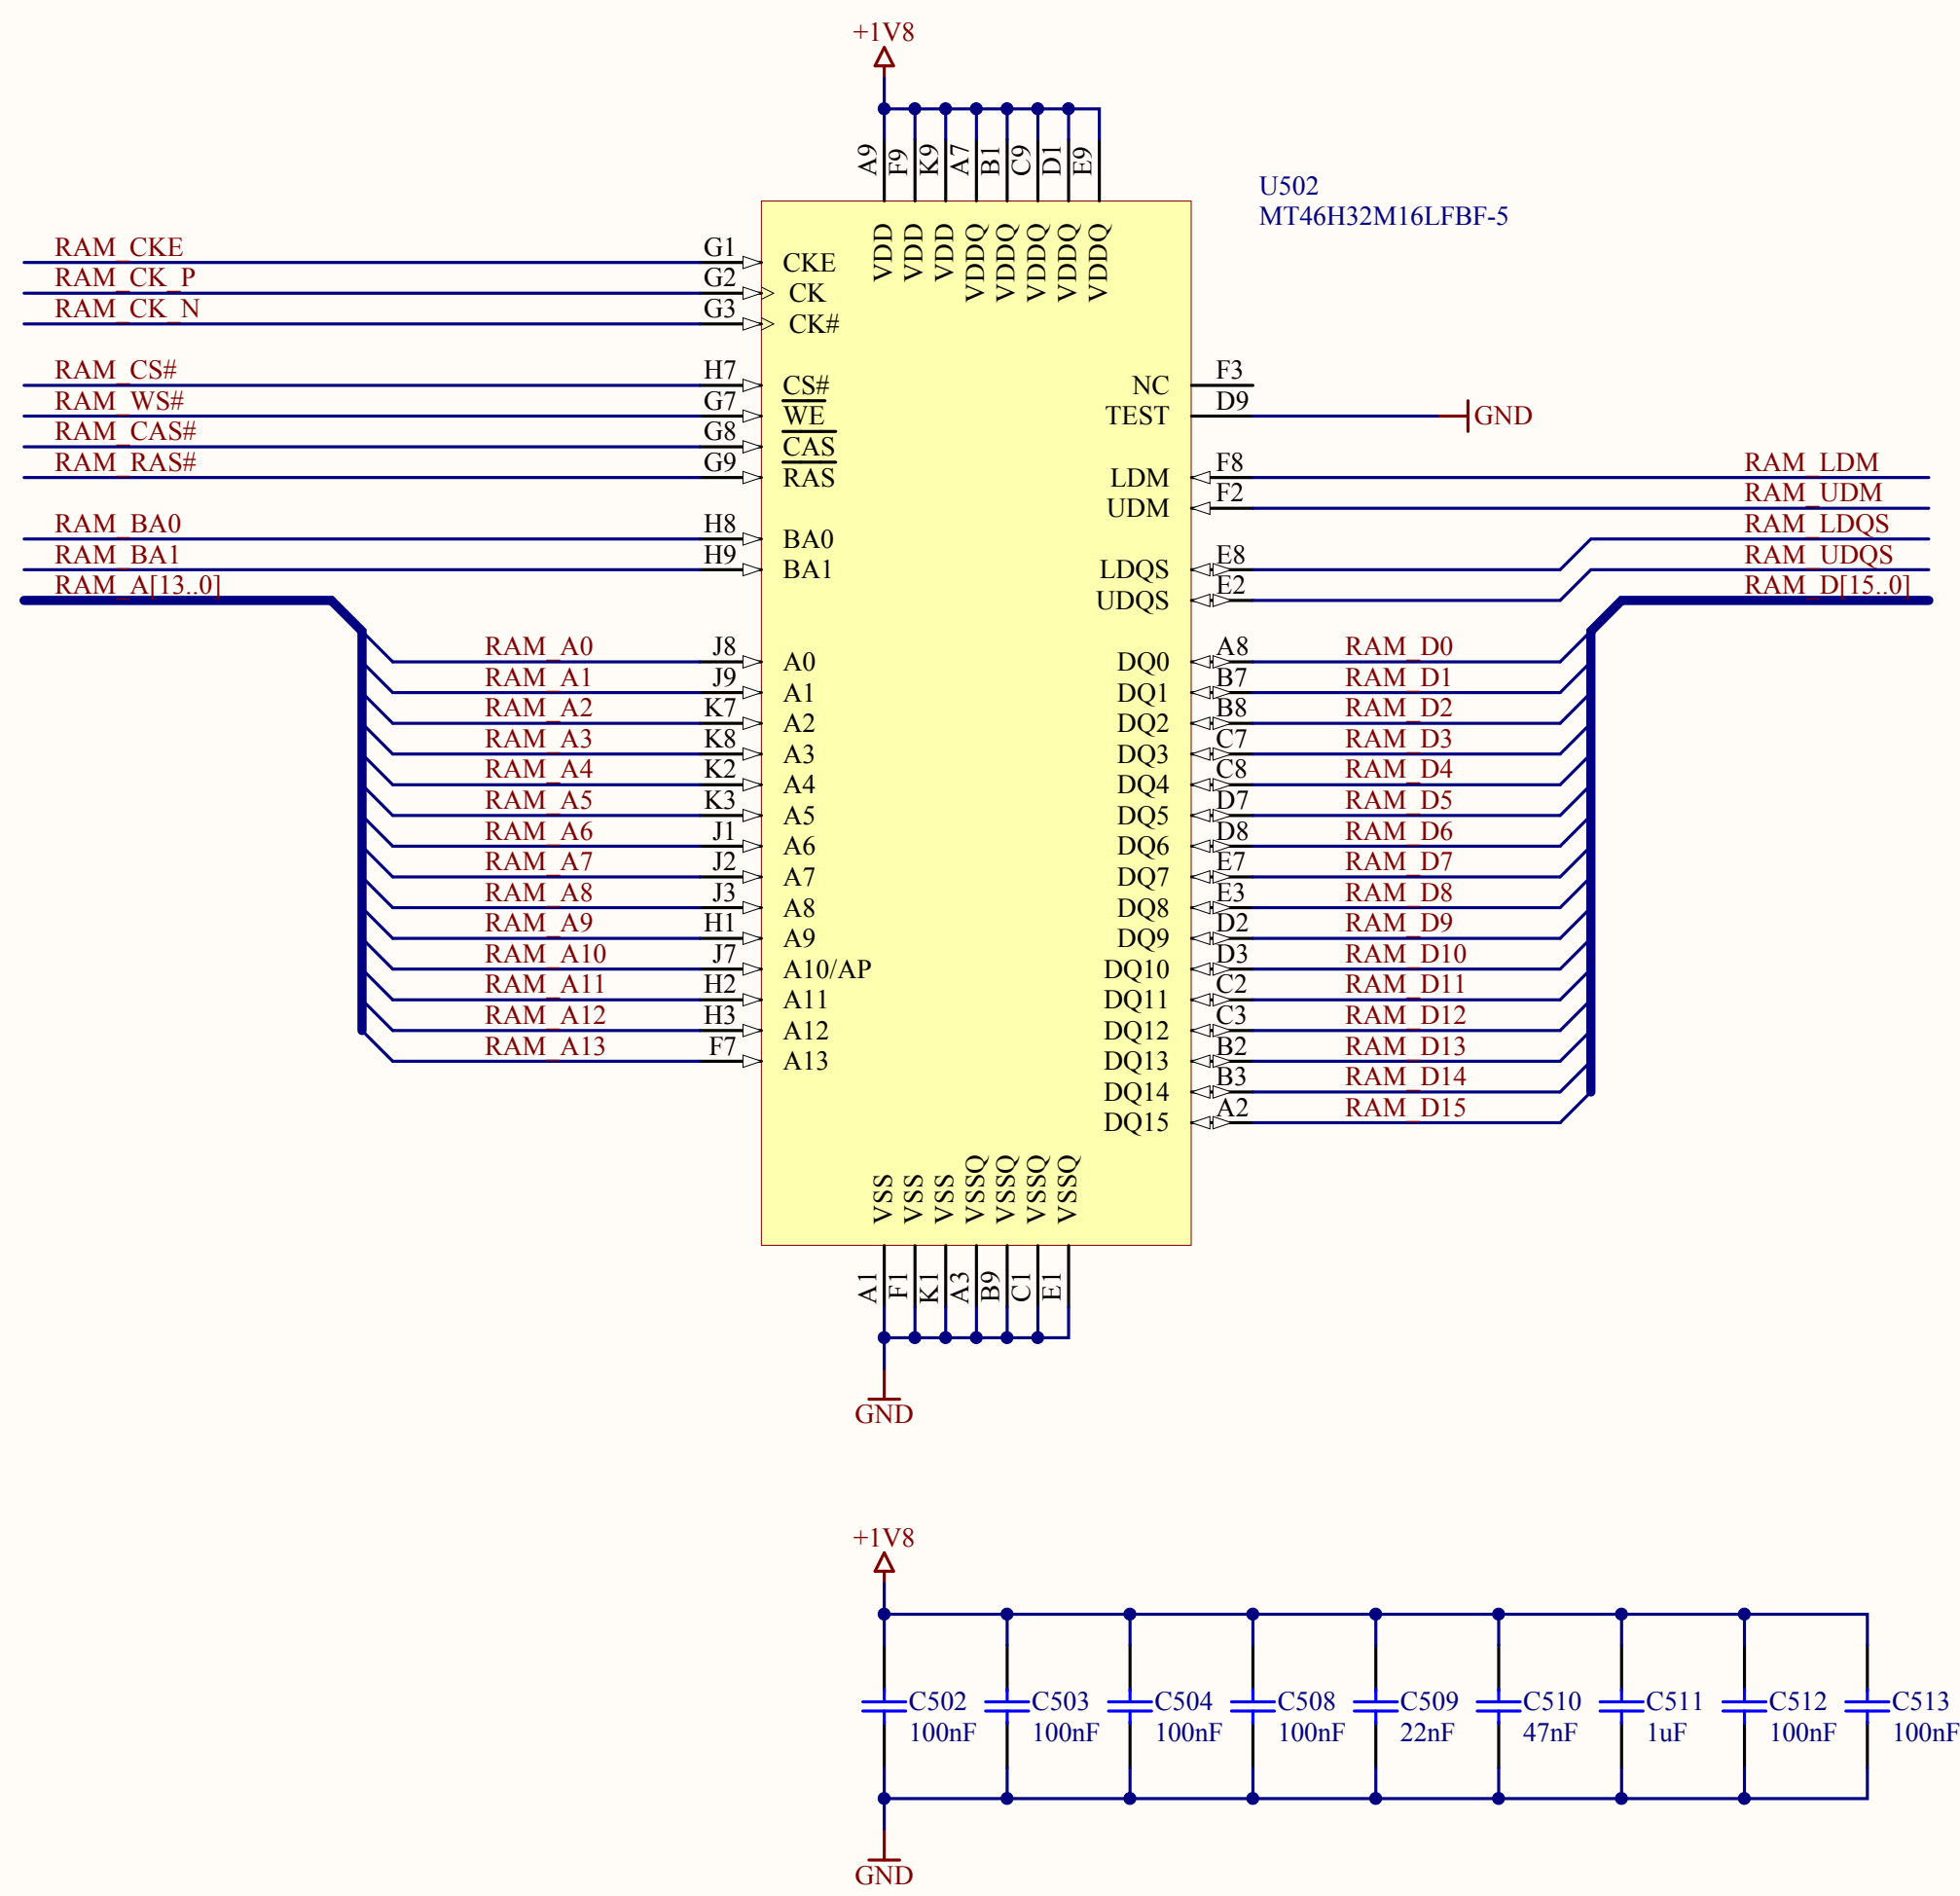 +1V8
A9
F9
K9
A7
B1
C9
D1
E9
U502
MT46H32M16LFBF-5
VDD
VDD
VDD
VDDQ
VDDQ
VDDQ
VDDQ
VDDQ
RAM_CKE G1 CKE
RAM_CK_P G2 CK
RAM_CK_N G3 CK#
RAM_CS# H7 CS#
RAM_WS# G7 WE
RAM_CAS# G8 CAS
RAM_RAS# G9 RAS
RAM_BA0 H8 BA0
RAM_BA1 H9 BA1
RAM_A[13..0]
RAM_A0 J8 A0
RAM_A1 J9 A1
RAM_A2 K7 A2
RAM_A3 K8 A3
RAM_A4 K2 A4
RAM_A5 K3 A5
RAM_A6 J1 A6
RAM_A7 J2 A7
RAM_A8 J3 A8
RAM_A9 H1 A9
RAM_A10 J7 A10/AP
RAM_A11 H2 A11
RAM_A12 H3 A12
RAM_A13 F7 A13
NC F3
TEST D9 GND
LDM F8 RAM_LDM
UDM F2 RAM_UDM
LDQS E8 RAM_LDQS
UDQS E2 RAM_UDQS
RAM_D[15..0]
DQ0 A8 RAM_D0
DQ1 B7 RAM_D1
DQ2 B8 RAM_D2
DQ3 C7 RAM_D3
DQ4 C8 RAM_D4
DQ5 D7 RAM_D5
DQ6 D8 RAM_D6
DQ7 E7 RAM_D7
DQ8 E3 RAM_D8
DQ9 D2 RAM_D9
DQ10 D3 RAM_D10
DQ11 C2 RAM_D11
DQ12 C3 RAM_D12
DQ13 B2 RAM_D13
DQ14 B3 RAM_D14
DQ15 A2 RAM_D15
VSS
VSS
VSS
VSSQ
VSSQ
VSSQ
VSSQ
A1
F1
K1
A3
B9
C1
E1
GND
+1V8
C502 C503 C504 C508 C509 C510 C511 C512 C513
100nF 100nF 100nF 100nF 22nF 47nF 1uF 100nF 100nF
GND